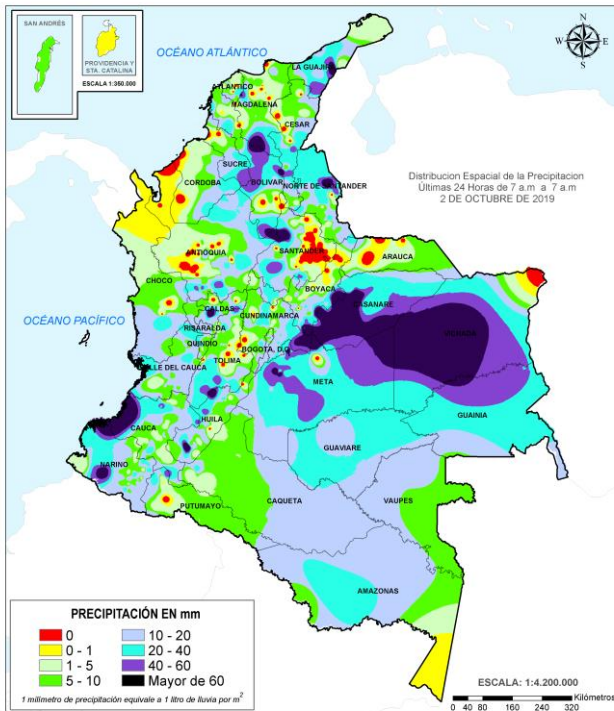 SAN ANDRÉS
PROVIDENCIA Y
STA. CATALINA
ESCALA 1:350.000
OCÉANO ATLÁNTICO
N
W
E
S
LA GUAJIRA
ATLANTICO
MAGDALENA
CESAR
SUCRE
CORDOBA
BOLIVAR
NORTE DE SANTANDER
Distribucion Espacial de la Precipitacion
Últimas 24 Horas de 7 a.m a 7 a.m
2 DE OCTUBRE DE 2019
ANTIOQUIA
SANTANDER
ARAUCA
CHOCO
BOYACA
CASANARE
CALDAS
CUNDINAMARCA
OCÉANO PACÍFICO
RISARALDA
VICHADA
QUINDIO
BOGOTA, D.C
TOLIMA
VALLE DEL CAUCA
META
GUAINIA
CAUCA
HUILA
GUAVIARE
NARINO
CAQUETA
VAUPES
PUTUMAYO
AMAZONAS
PRECIPITACIÓN EN mm
0
10 - 20
0 - 1
20 - 40
1 - 5
40 - 60
5 - 10
Mayor de 60
1 milímetro de precipitación equivale a 1 litro de lluvia por m²
ESCALA: 1:4.200.000
Kilómetros
0 40 80 160 240 320